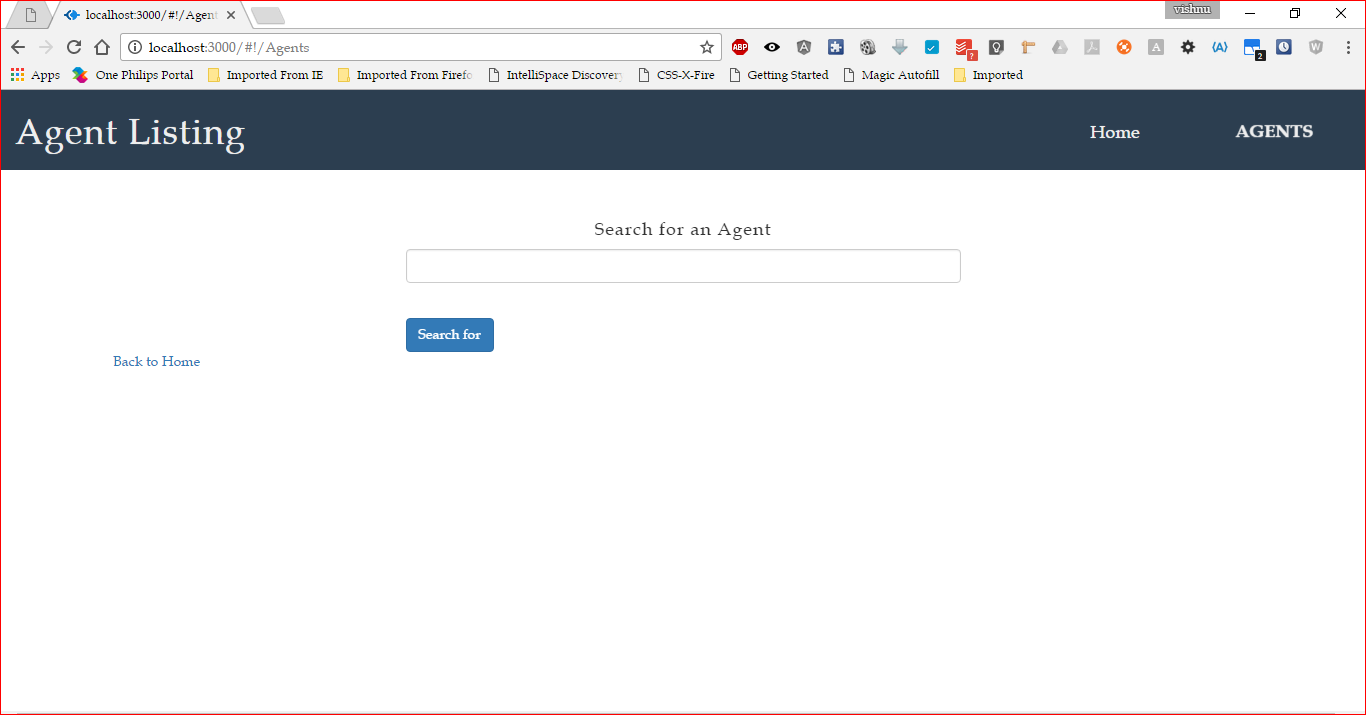 localhost:3000/#!/Agent
vishnu
localhost:3000/#!/Agents
ABP A ? A {A} 2 W
Apps One Philips Portal Imported From IE Imported From Firefo IntelliSpace Discovery CSS-X-Fire Getting Started Magic Autofill Imported
Agent Listing Home AGENTS
Search for an Agent
Search for
Back to Home